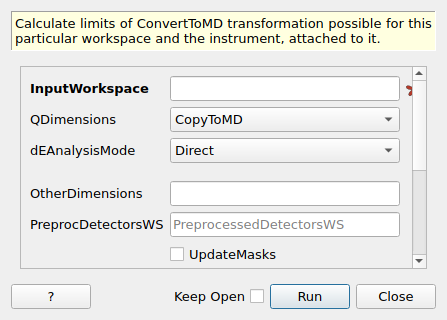 Calculate limits of ConvertToMD transformation possible for this
particular workspace and the instrument, attached to it.
InputWorkspace
QDimensions CopyToMD
dEAnalysisMode Direct
OtherDimensions
PreprocDetectorsWS PreprocessedDetectorsWS
UpdateMasks
? Keep Open Run Close